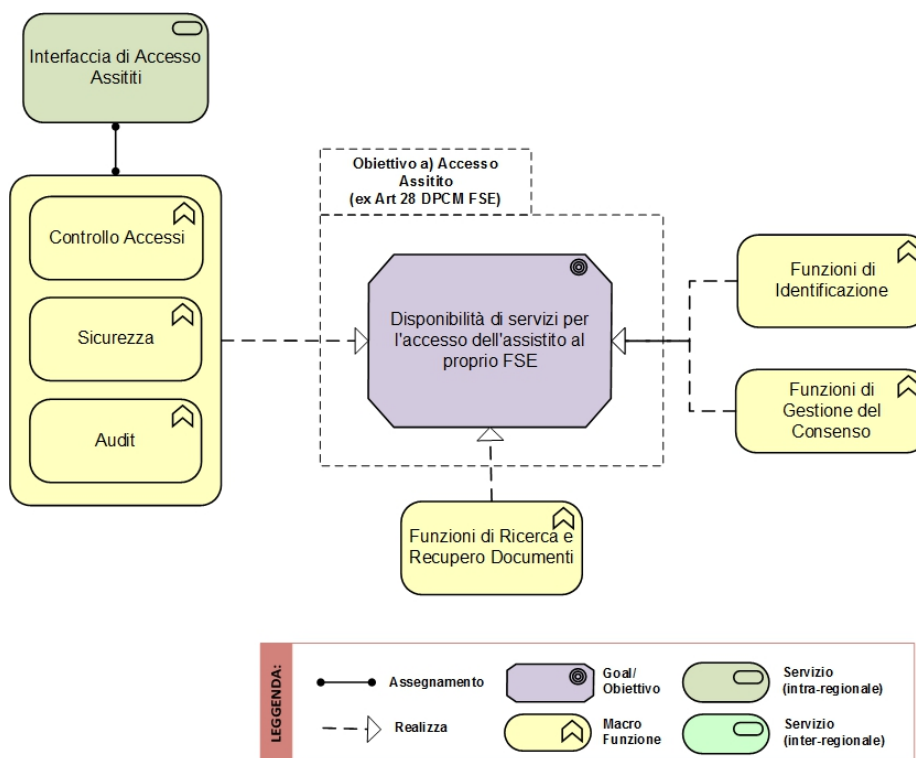 Interfaccia di Accesso
Assititi
Controllo Accessi
Sicurezza
Audit
Obiettivo a) Accesso
Assitito
(ex Art 28 DPCM FSE)
Disponibilità di servizi per
l'accesso dell'assistito al
proprio FSE
Funzioni di
Identificazione
Funzioni di
Gestione del
Consenso
Funzioni di Ricerca e
Recupero Documenti
LEGGENDA:
Assegnamento
Realizza
Goal/
Obiettivo
Macro
Funzione
Servizio
(intra-regionale)
Servizio
(inter-regionale)